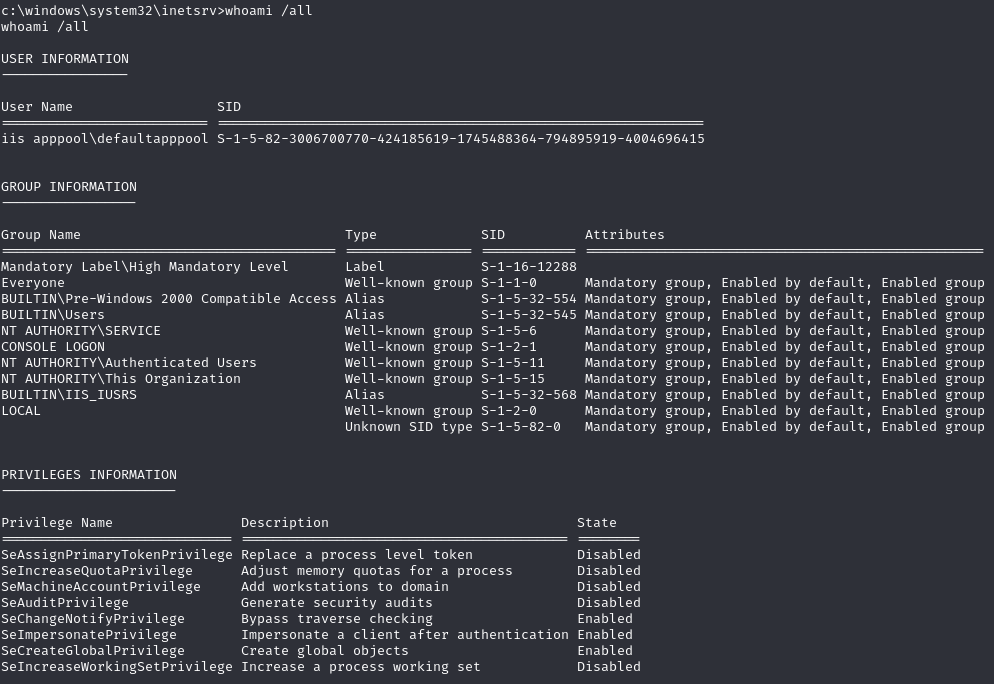 c:\windows\system32\inetsrv>whoami /all
whoami /all
USER INFORMATION
----------------
User Name                  SID
========================== =============================================================
iis apppool\defaultapppool S-1-5-82-3006700770-424185619-1745488364-794895919-4004696415
GROUP INFORMATION
-----------------
Group Name                                 Type             SID          Attributes
========================================== ================ ============ ==================================================
Mandatory Label\High Mandatory Level       Label            S-1-16-12288
Everyone                                   Well-known group S-1-1-0      Mandatory group, Enabled by default, Enabled group
BUILTIN\Pre-Windows 2000 Compatible Access Alias            S-1-5-32-554 Mandatory group, Enabled by default, Enabled group
BUILTIN\Users                              Alias            S-1-5-32-545 Mandatory group, Enabled by default, Enabled group
NT AUTHORITY\SERVICE                       Well-known group S-1-5-6      Mandatory group, Enabled by default, Enabled group
CONSOLE LOGON                              Well-known group S-1-2-1      Mandatory group, Enabled by default, Enabled group
NT AUTHORITY\Authenticated Users           Well-known group S-1-5-11     Mandatory group, Enabled by default, Enabled group
NT AUTHORITY\This Organization             Well-known group S-1-5-15     Mandatory group, Enabled by default, Enabled group
BUILTIN\IIS_IUSRS                          Alias            S-1-5-32-568 Mandatory group, Enabled by default, Enabled group
LOCAL                                      Well-known group S-1-2-0      Mandatory group, Enabled by default, Enabled group
                                           Unknown SID type S-1-5-82-0   Mandatory group, Enabled by default, Enabled group
PRIVILEGES INFORMATION
----------------------
Privilege Name                Description                               State
============================= ========================================= ========
SeAssignPrimaryTokenPrivilege Replace a process level token             Disabled
SeIncreaseQuotaPrivilege      Adjust memory quotas for a process        Disabled
SeMachineAccountPrivilege     Add workstations to domain                Disabled
SeAuditPrivilege              Generate security audits                  Disabled
SeChangeNotifyPrivilege       Bypass traverse checking                  Enabled
SeImpersonatePrivilege        Impersonate a client after authentication Enabled
SeCreateGlobalPrivilege       Create global objects                     Enabled
SeIncreaseWorkingSetPrivilege Increase a process working set            Disabled